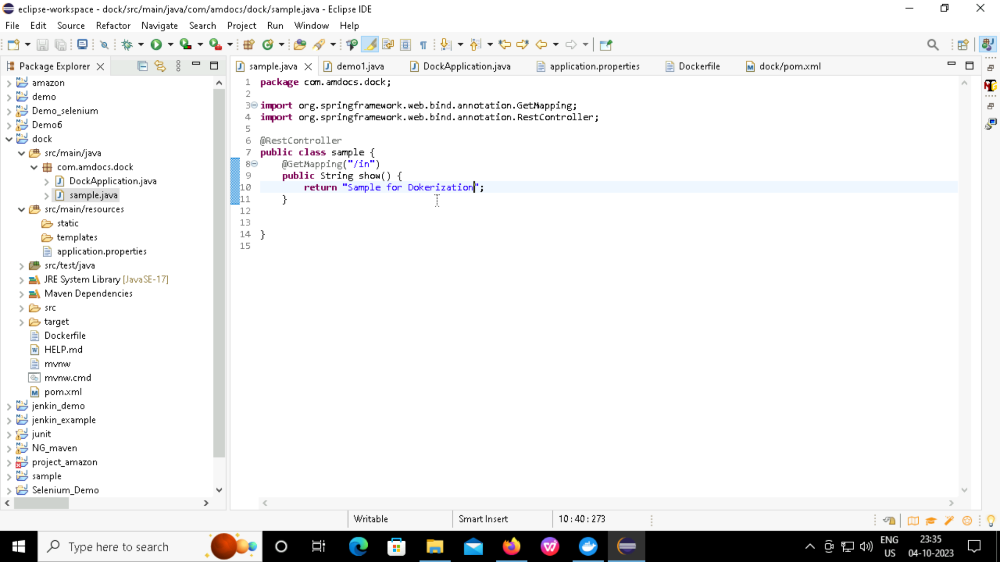 eclipse-workspace - dock/src/main/java/com/amdocs/dock/sample.java - Eclipse IDE
File Edit Source Refactor Navigate Search Project Run Window Help
Package Explorer
sample.java demo1.java DockApplication.java application.properties Dockerfile dock/pom.xml
amazon
demo
Demo_selenium
Demo6
dock
src/main/java
com.amdocs.dock
DockApplication.java
sample.java
src/main/resources
static
templates
application.properties
src/test/java
JRE System Library [JavaSE-17]
Maven Dependencies
src
target
Dockerfile
HELP.md
mvnw
mvnw.cmd
pom.xml
jenkin_demo
jenkin_example
junit
NG_maven
project_amazon
sample
Selenium_Demo
1 package com.amdocs.dock;
2
3 import org.springframework.web.bind.annotation.GetMapping;
4 import org.springframework.web.bind.annotation.RestController;
5
6 @RestController
7 public class sample {
8 @GetMapping("/in")
9 public String show() {
10 return "Sample for Dokerization";
11 }
12
13
14 }
15
Writable Smart Insert 10 : 40 : 273
Type here to search
ENG
US
23:35
04-10-2023